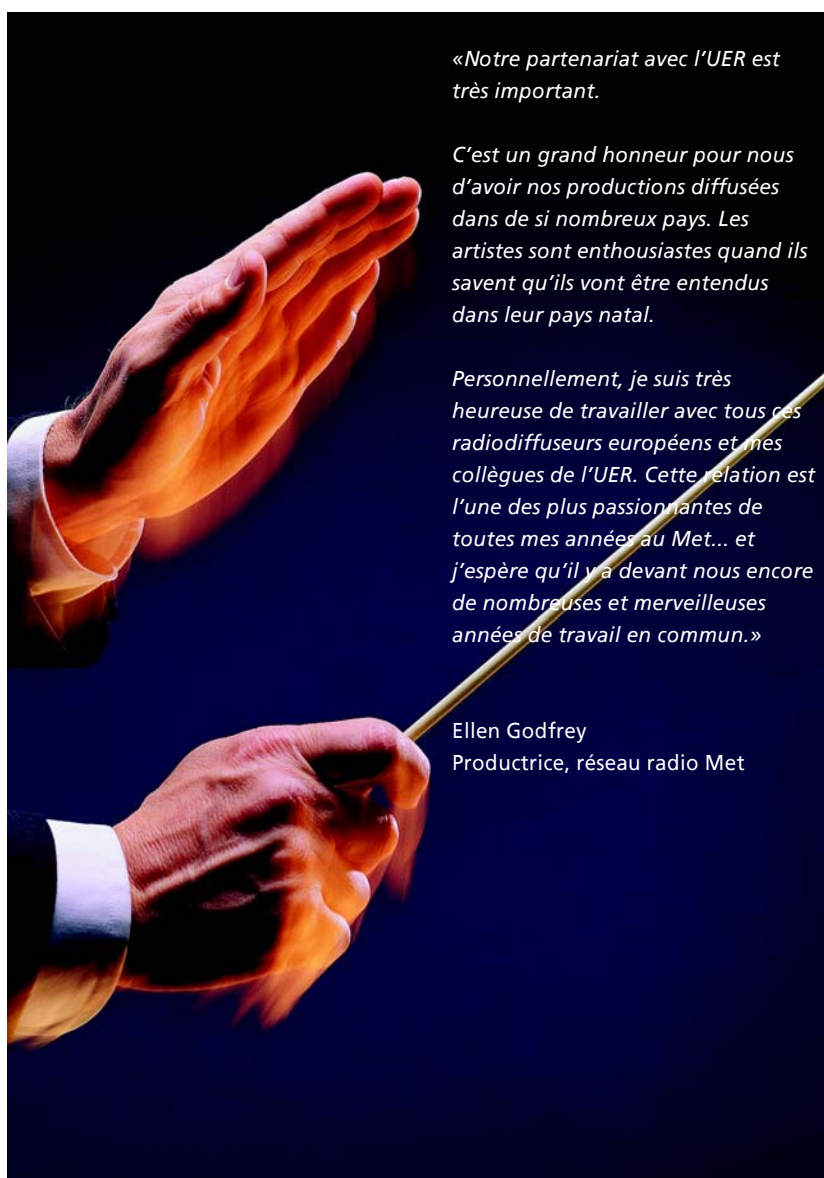 «Notre partenariat avec l’UER est
très important.
C’est un grand honneur pour nous
d’avoir nos productions diffusées
dans de si nombreux pays. Les
artistes sont enthousiastes quand ils
savent qu’ils vont être entendus
dans leur pays natal.
Personnellement, je suis très
heureuse de travailler avec tous ces
radiodiffuseurs européens et mes
collègues de l’UER. Cette relation est
l’une des plus passionnantes de
toutes mes années au Met... et
j’espère qu’il y a devant nous encore
de nombreuses et merveilleuses
années de travail en commun.»
Ellen Godfrey
Productrice, réseau radio Met